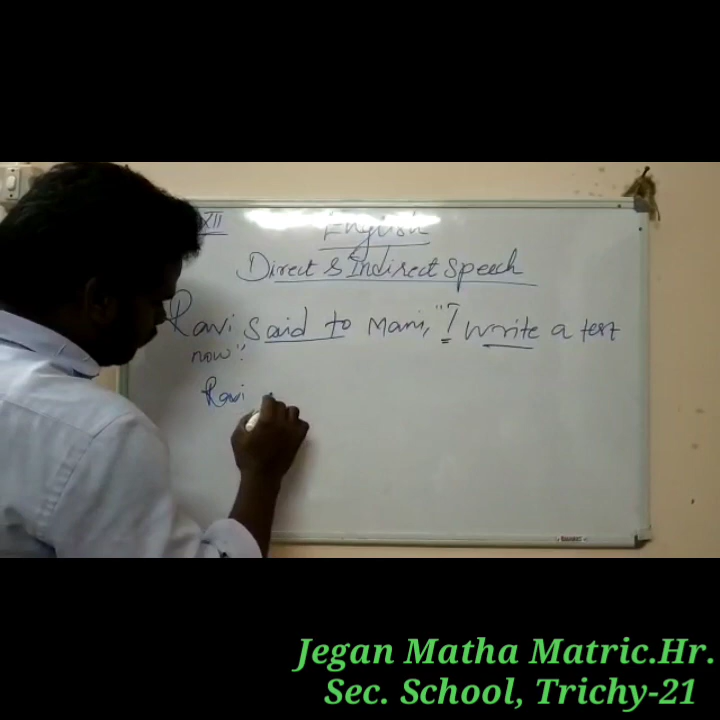 XII
English
Direct & Indirect Speech
Ravi said to Mani, "I write a test
now".
Ravi
Jegan Matha Matric.Hr.
Sec. School, Trichy-21